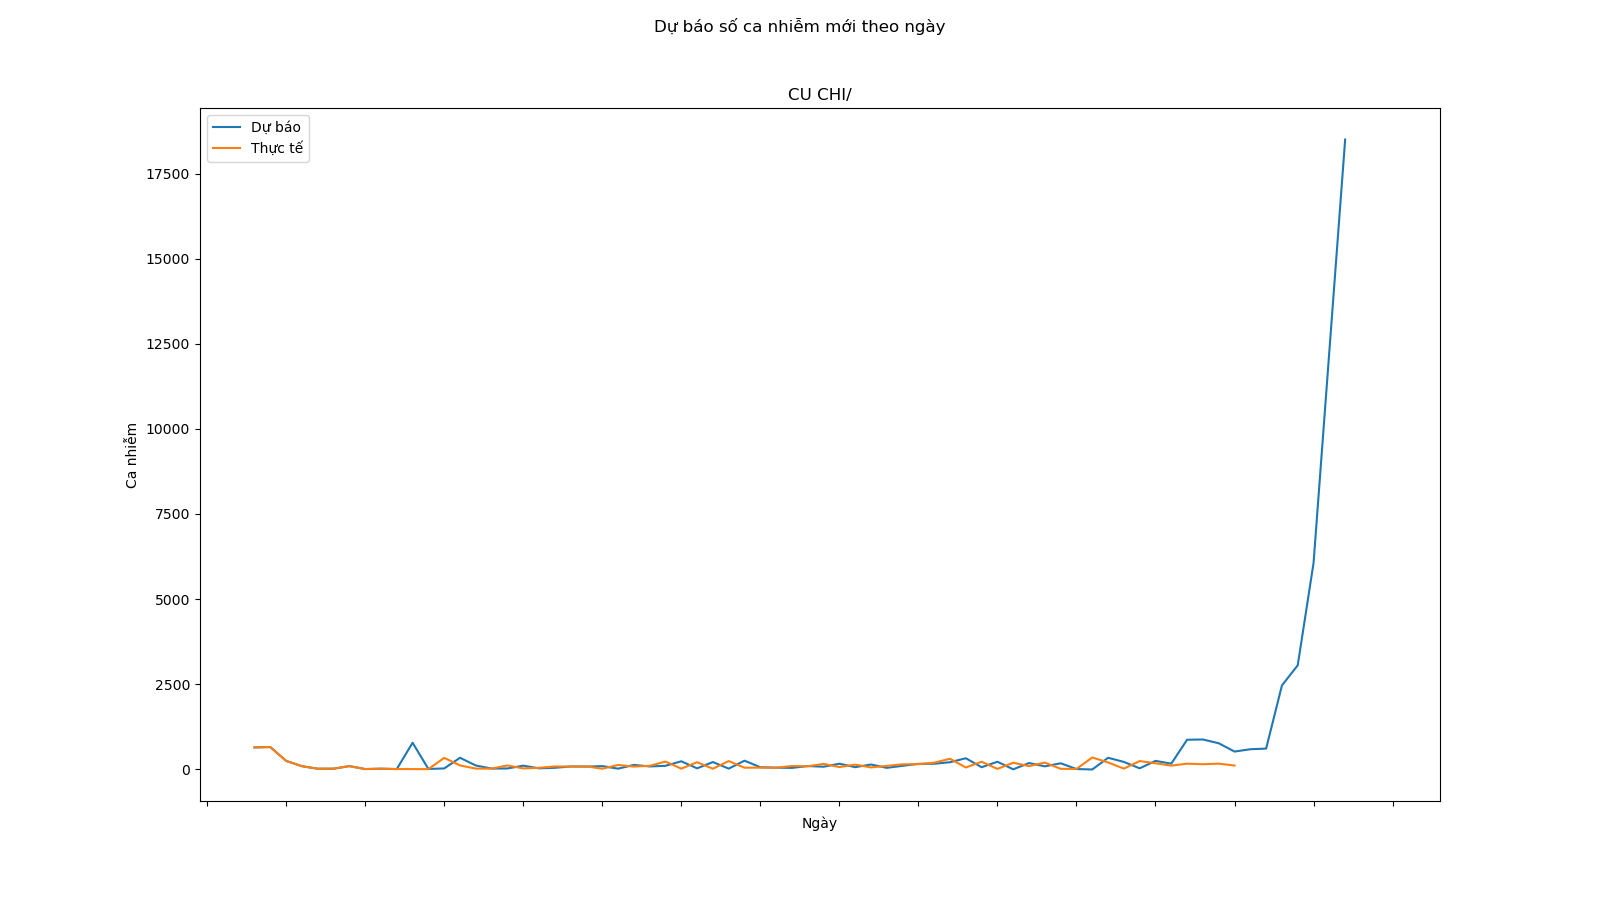 Dự báo số ca nhiễm mới theo ngày
CU CHI/
Dự báo
Thực tế
17500
15000
12500
10000
7500
5000
2500
0
Ca nhiễm
Ngày